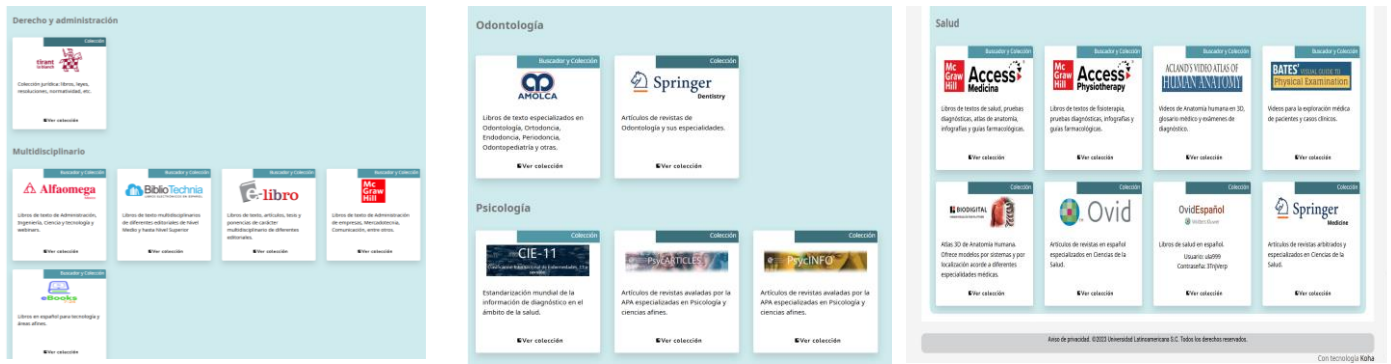 Derecho y administración
Colección
tirant
Colección jurídica: libros, leyes,
resoluciones, normatividad, etc.
Ver colección
Multidisciplinario
Buscador y Colección
Alfaomega
Libros de texto de Administración,
Ingeniería, Ciencia y tecnología y
webinars.
Ver colección
Buscador y Colección
BiblioTechnia
Libros de texto multidisciplinarios
de diferentes editoriales de Nivel
Medio y hasta Nivel Superior
Ver colección
Buscador y Colección
e-libro
Libros de texto, artículos, tesis y
ponencias de carácter
multidisciplinario de diferentes
editoriales.
Ver colección
Buscador y Colección
Mc
Graw
Hill
Libros de texto de Administración
de empresas, Mercadotecnia,
Comunicación, entre otros.
Ver colección
Buscador y Colección
eBooks
Libros en español para tecnología y
áreas afines.
Ver colección
Odontología
Buscador y Colección
AMOLCA
Libros de texto especializados en
Odontología, Ortodoncia,
Endodoncia, Periodoncia,
Odontopediatría y otras.
Ver colección
Colección
Springer
Dentistry
Artículos de revistas de
Odontología y sus especialidades.
Ver colección
Psicología
Colección
CIE-11
Estandarización mundial de la
información de diagnóstico en el
ámbito de la salud.
Ver colección
Colección
PsycARTICLES
Artículos de revistas avaladas por la
APA especializadas en Psicología y
ciencias afines.
Ver colección
Colección
PsycINFO
Artículos de revistas avaladas por la
APA especializadas en Psicología y
ciencias afines.
Ver colección
Salud
Buscador y Colección
Mc
Graw
Hill
Access
Medicina
Libros de textos de salud, pruebas
diagnósticas, atlas de anatomía,
infografías y guías farmacológicas.
Ver colección
Buscador y Colección
Mc
Graw
Hill
Access
Physiotherapy
Libros de textos de fisioterapia,
pruebas diagnósticas, infografías y
guías farmacológicas.
Ver colección
Buscador y Colección
ACLAND'S VIDEO ATLAS OF
HUMAN ANATOMY
Videos de Anatomía humana en 3D,
glosario médico y exámenes de
diagnóstico.
Ver colección
Buscador y Colección
BATES' VISUAL GUIDE TO
Physical Examination
Videos para la exploración médica
de pacientes y casos clínicos.
Ver colección
Colección
BIODIGITAL
Atlas 3D de Anatomía Humana.
Ofrece modelos por sistemas y por
localización acorde a diferentes
especialidades médicas.
Ver colección
Colección
Ovid
Artículos de revistas en español
especializados en Ciencias de la
Salud.
Ver colección
Colección
OvidEspañol
Wolters Kluwer
Libros de salud en español.
Usuario: ula999
Contraseña: 3TnjVerp
Ver colección
Colección
Springer
Medicine
Artículos de revistas arbitrados y
especializados en Ciencias de la
Salud.
Ver colección
Aviso de privacidad. ©2023 Universidad Latinoamericana S.C. Todos los derechos reservados.
Con tecnología Koha